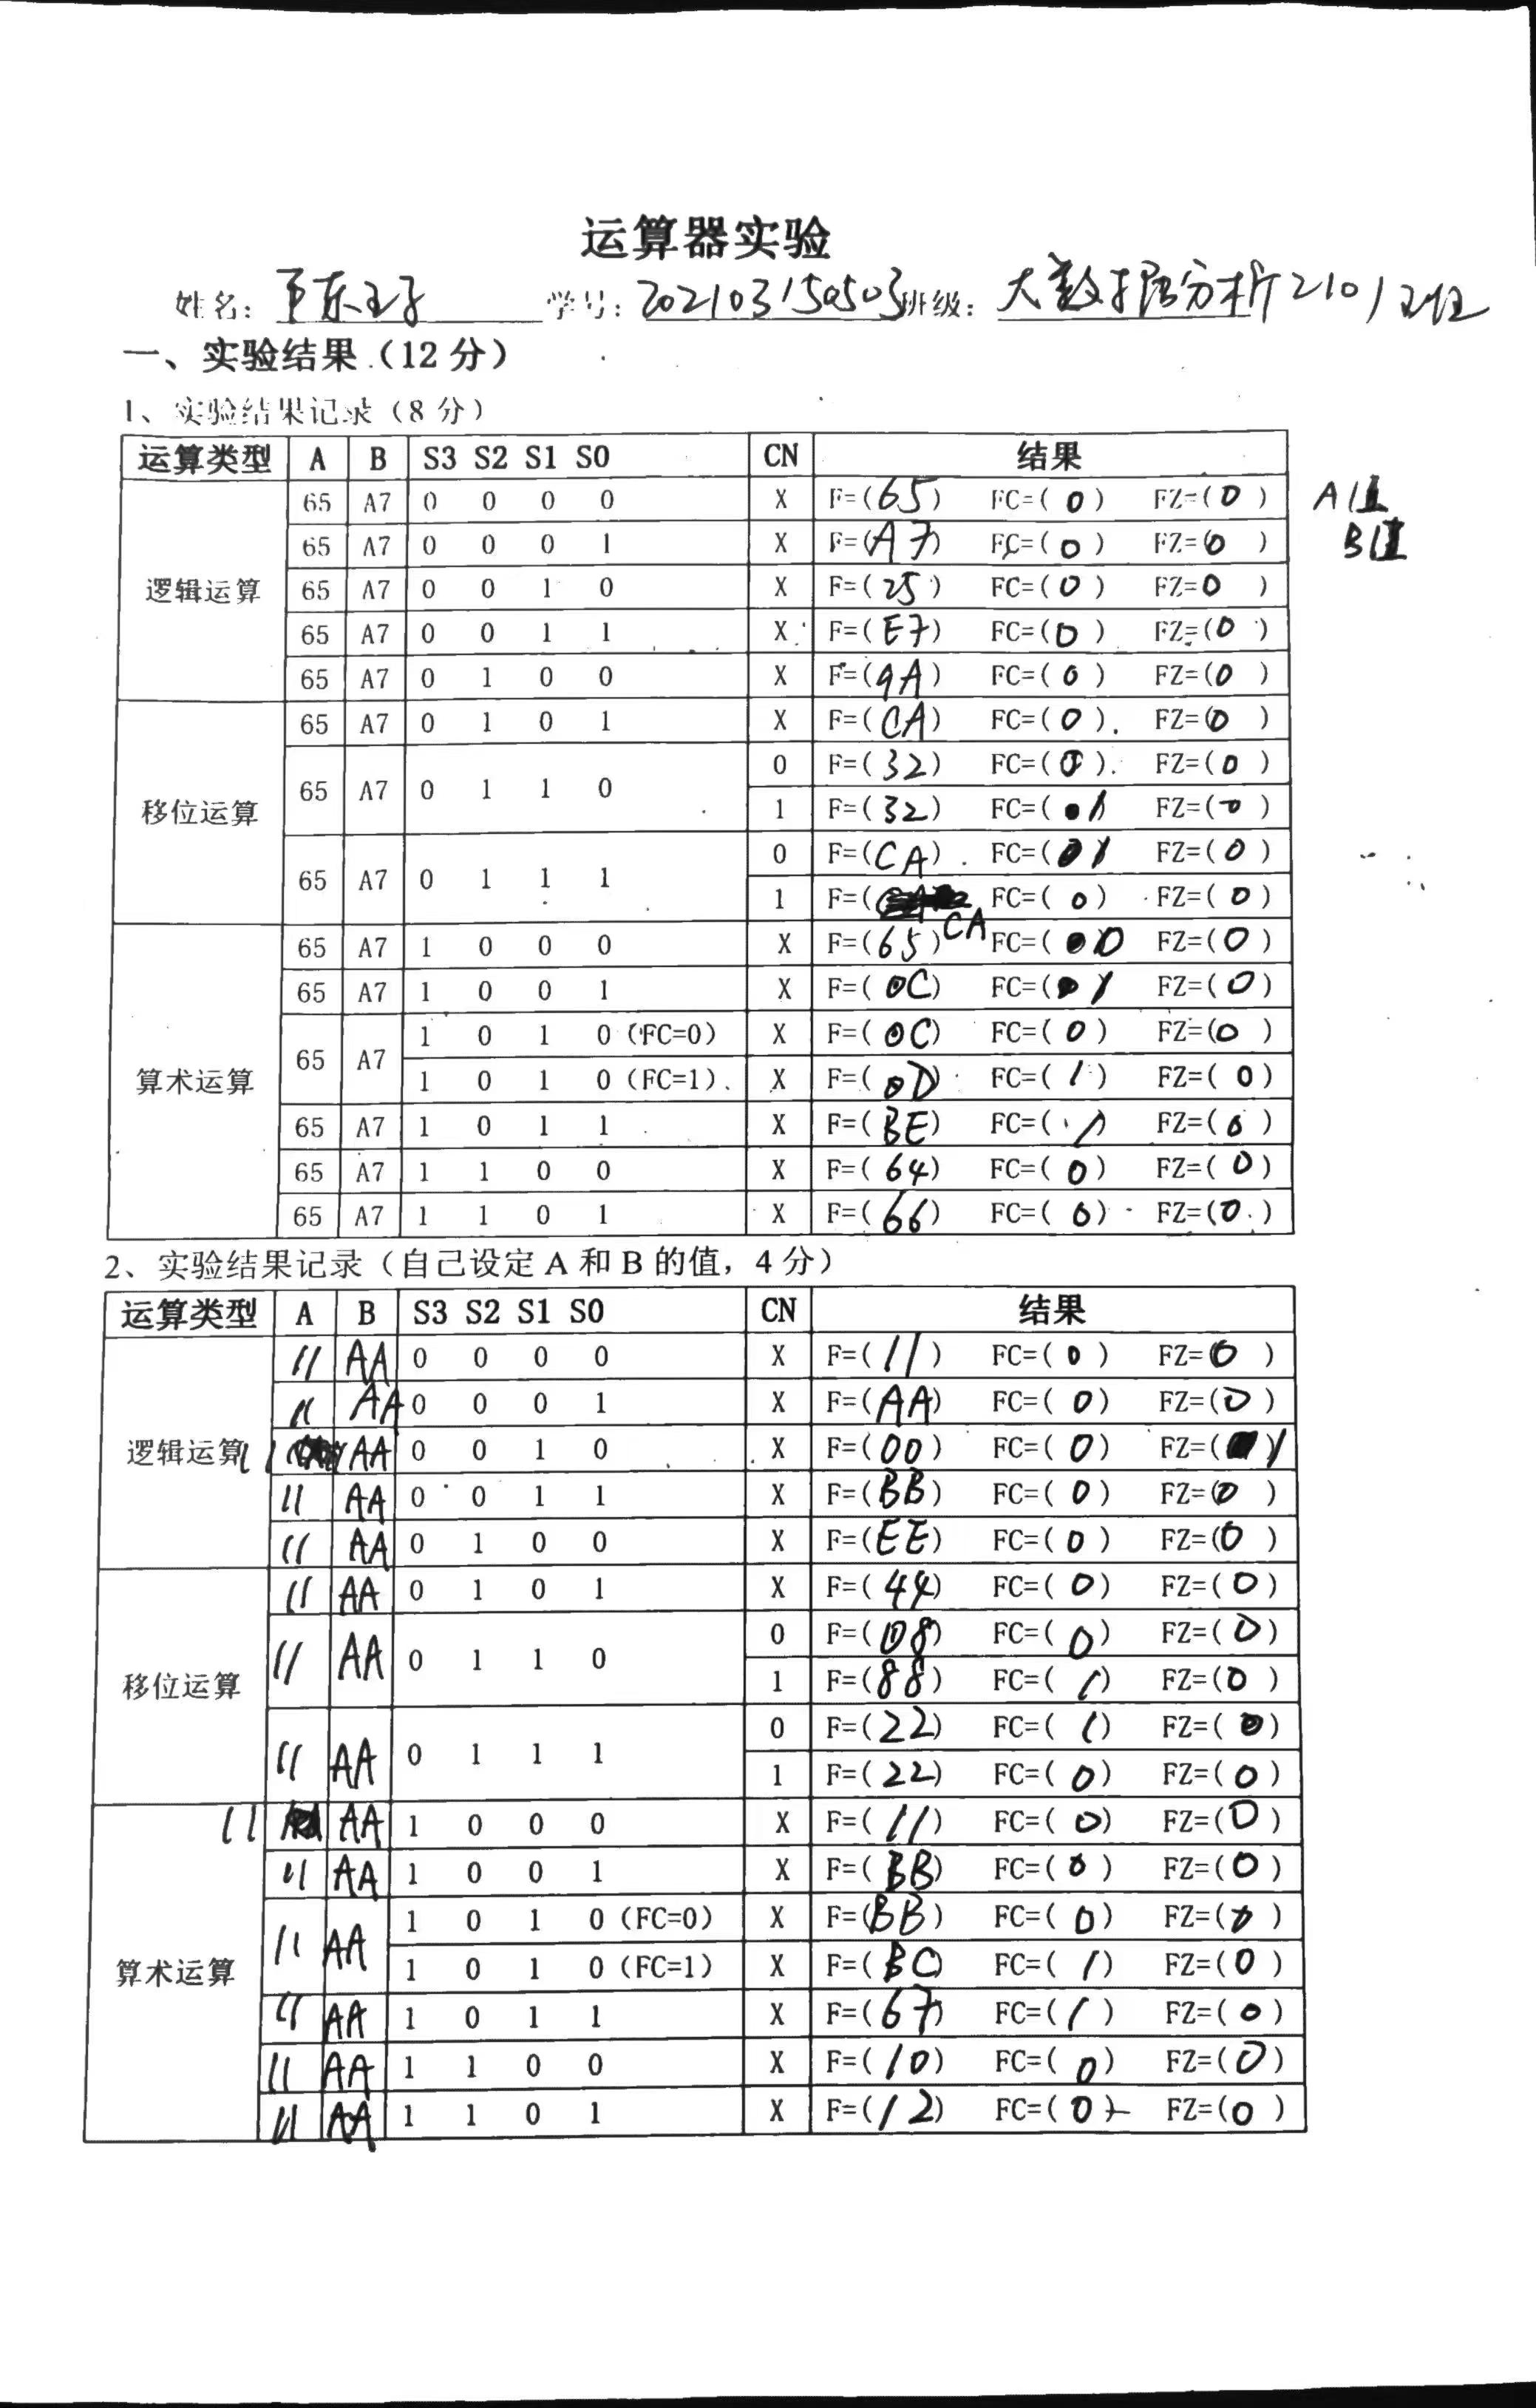 运算器实验
姓名: 学号: 202103150503 班级: 大数据分析2101班
一、实验结果（12 分）
1、实验结果记录（8 分）
运算类型 A B S3 S2 S1 S0 CN 结果
逻辑运算 65 A7 0 0 0 0 X F=(65) FC=(0) FZ=(0) A值
65 A7 0 0 0 1 X F=(A7) FC=(0) FZ=(0) B值
65 A7 0 0 1 0 X F=(25) FC=(0) FZ=(0)
65 A7 0 0 1 1 X F=(E7) FC=(0) FZ=(0)
65 A7 0 1 0 0 X F=(9A) FC=(0) FZ=(0)
移位运算 65 A7 0 1 0 1 X F=(CA) FC=(0) FZ=(0)
65 A7 0 1 1 0 0 F=(32) FC=( ) FZ=(0)
1 F=(32) FC=(1) FZ=(0)
65 A7 0 1 1 1 0 F=(CA) FC=(1) FZ=(0)
1 F=(CA FC=(0) FZ=(0)
算术运算 65 A7 1 0 0 0 X F=(65) FC=(0) FZ=(0)
65 A7 1 0 0 1 X F=(0C) FC=(1) FZ=(0)
65 A7 1 0 1 0（FC=0） X F=(0C) FC=(0) FZ=(0)
1 0 1 0（FC=1） X F=(0D) FC=(1) FZ=(0)
65 A7 1 0 1 1 X F=(BE) FC=(1) FZ=(0)
65 A7 1 1 0 0 X F=(64) FC=(0) FZ=(0)
65 A7 1 1 0 1 X F=(66) FC=(0) FZ=(0)
2、实验结果记录（自己设定 A 和 B 的值，4 分）
运算类型 A B S3 S2 S1 S0 CN 结果
逻辑运算 11 AA 0 0 0 0 X F=(11) FC=(0) FZ=(0)
11 AA 0 0 0 1 X F=(AA) FC=(0) FZ=(0)
11 AA 0 0 1 0 X F=(00) FC=(0) FZ=(1)
11 AA 0 0 1 1 X F=(BB) FC=(0) FZ=(0)
11 AA 0 1 0 0 X F=(EE) FC=(0) FZ=(0)
移位运算 11 AA 0 1 0 1 X F=(44) FC=(0) FZ=(0)
11 AA 0 1 1 0 0 F=(08) FC=(0) FZ=(0)
1 F=(88) FC=(1) FZ=(0)
11 AA 0 1 1 1 0 F=(22) FC=(1) FZ=(0)
1 F=(22) FC=(0) FZ=(0)
算术运算 11 AA 1 0 0 0 X F=(11) FC=(0) FZ=(0)
11 AA 1 0 0 1 X F=(BB) FC=(0) FZ=(0)
11 AA 1 0 1 0（FC=0） X F=(BB) FC=(0) FZ=(0)
1 0 1 0（FC=1） X F=(BC) FC=(1) FZ=(0)
11 AA 1 0 1 1 X F=(67) FC=(1) FZ=(0)
11 AA 1 1 0 0 X F=(10) FC=(0) FZ=(0)
11 AA 1 1 0 1 X F=(12) FC=(0) FZ=(0)